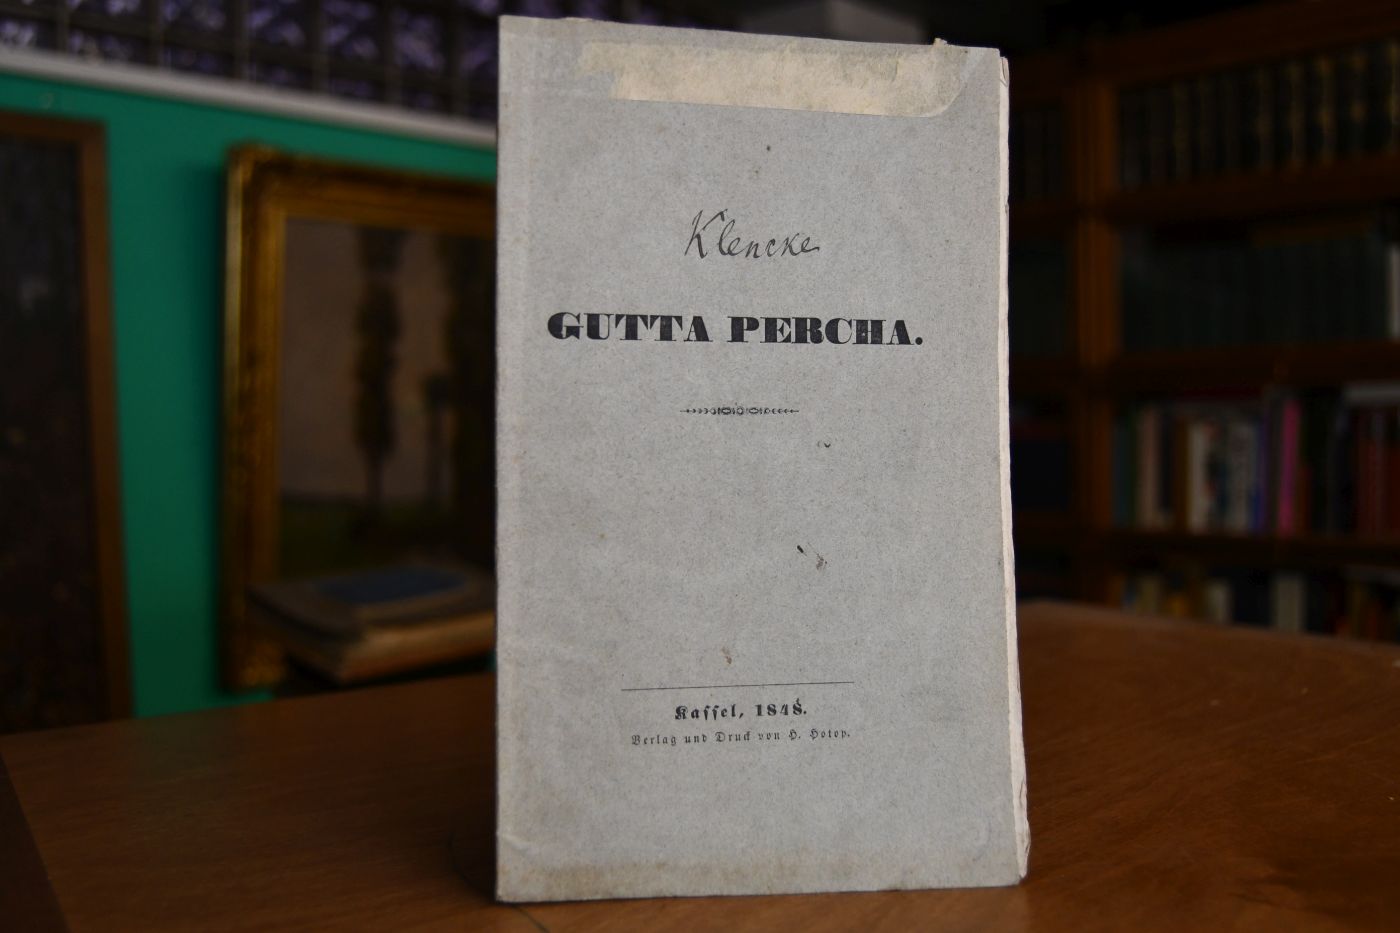 Klencke
GUTTA PERCHA.
Kassel, 1848.
Verlag und Druck von H. Hotop.